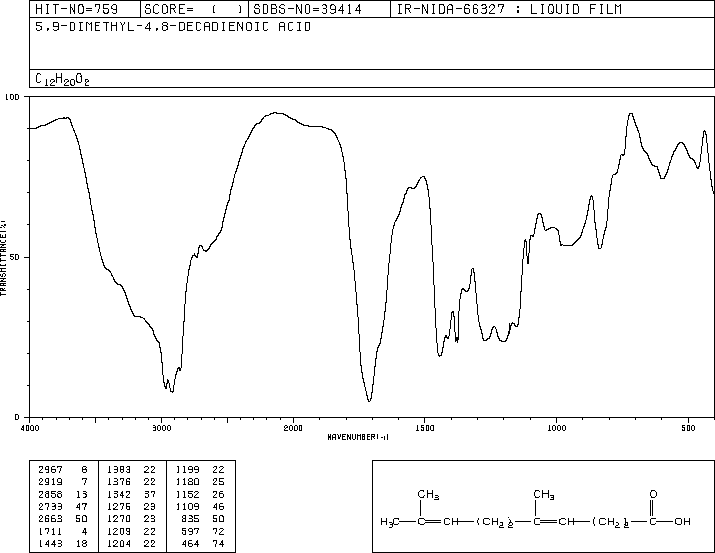 HIT-NO=759 SCORE= ( ) SDBS-NO=39414 IR-NIDA-66327 : LIQUID FILM
5,9-DIMETHYL-4,8-DECADIENOIC ACID
C12H20O2
100
50
0
TRANSMITTANCE(%)
4000 3000 2000 1500 1000 500
WAVENUMBER(-1)
2967 6 1383 22 1199 22
2919 7 1376 22 1180 25
2858 13 1342 37 1152 26
2733 47 1276 23 1109 46
2663 50 1270 23 835 50
1711 4 1209 22 597 72
1443 18 1204 22 464 74
CH3 CH3 O
H3C-C=CH-(CH2)2-C=CH-(CH2)2-C-OH